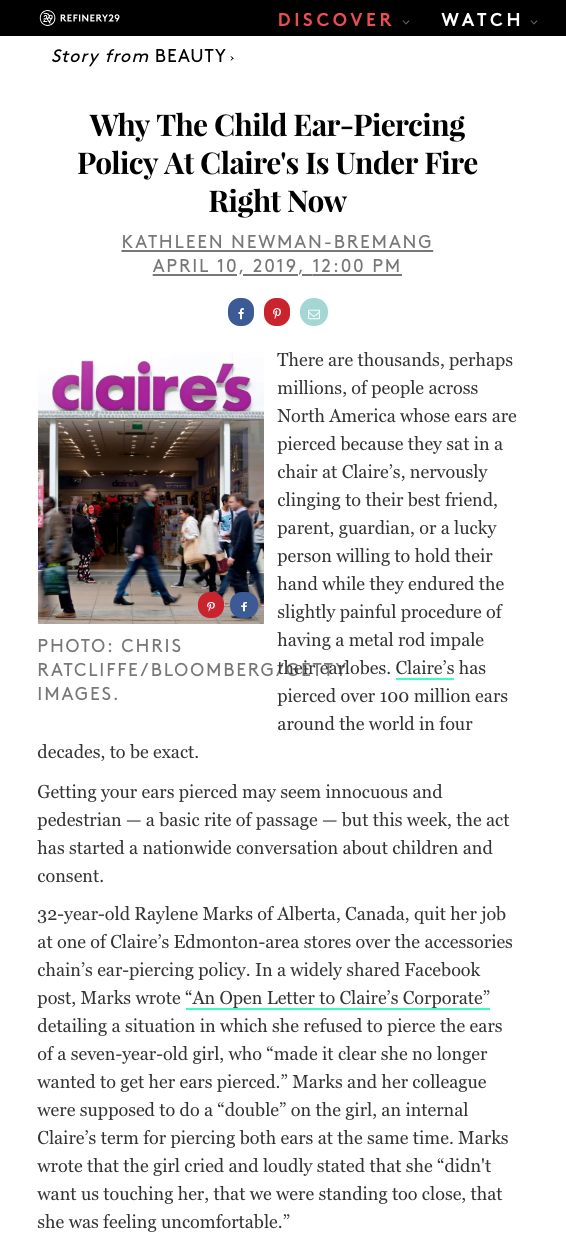 REFINERY29
DISCOVER
WATCH
Story from BEAUTY ›
Why The Child Ear-Piercing
Policy At Claire's Is Under Fire
Right Now
KATHLEEN NEWMAN-BREMANG
APRIL 10, 2019, 12:00 PM
claire's
claire's
PHOTO: CHRIS
RATCLIFFE/BLOOMBERG/GETTY
IMAGES.
There are thousands, perhaps
millions, of people across
North America whose ears are
pierced because they sat in a
chair at Claire’s, nervously
clinging to their best friend,
parent, guardian, or a lucky
person willing to hold their
hand while they endured the
slightly painful procedure of
having a metal rod impale
their earlobes. Claire’s has
pierced over 100 million ears
around the world in four
decades, to be exact.
Getting your ears pierced may seem innocuous and
pedestrian — a basic rite of passage — but this week, the act
has started a nationwide conversation about children and
consent.
32-year-old Raylene Marks of Alberta, Canada, quit her job
at one of Claire’s Edmonton-area stores over the accessories
chain’s ear-piercing policy. In a widely shared Facebook
post, Marks wrote “An Open Letter to Claire’s Corporate”
detailing a situation in which she refused to pierce the ears
of a seven-year-old girl, who “made it clear she no longer
wanted to get her ears pierced.” Marks and her colleague
were supposed to do a “double” on the girl, an internal
Claire’s term for piercing both ears at the same time. Marks
wrote that the girl cried and loudly stated that she “didn't
want us touching her, that we were standing too close, that
she was feeling uncomfortable.”